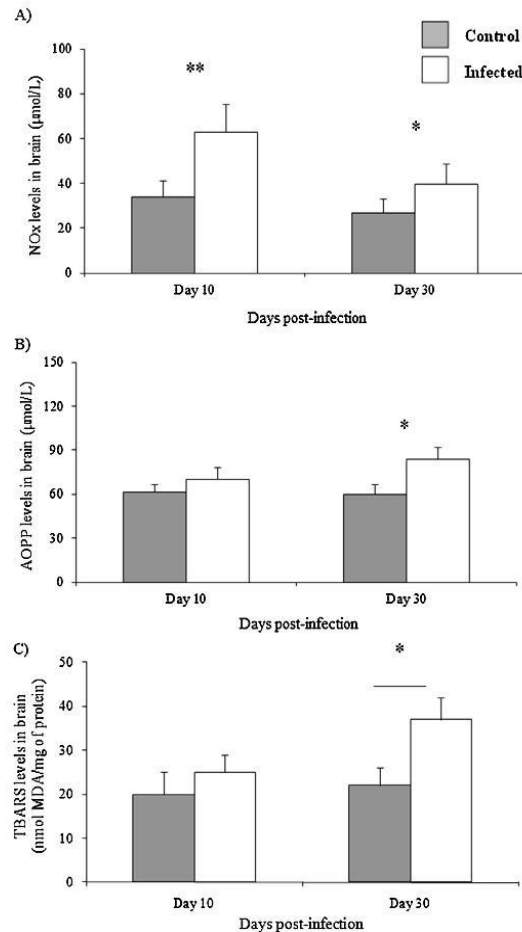 A)
Control
Infected
NOx levels in brain (μmol/L)
100
80
60
40
20
0
**
*
Day 10
Day 30
Days post-infection
B)
AOPP levels in brain (μmol/L)
150
120
90
60
30
0
*
Day 10
Day 30
Days post-infection
C)
TBARS levels in brain
(nmol MDA/mg of protein)
50
40
30
20
10
0
*
Day 10
Day 30
Days post-infection